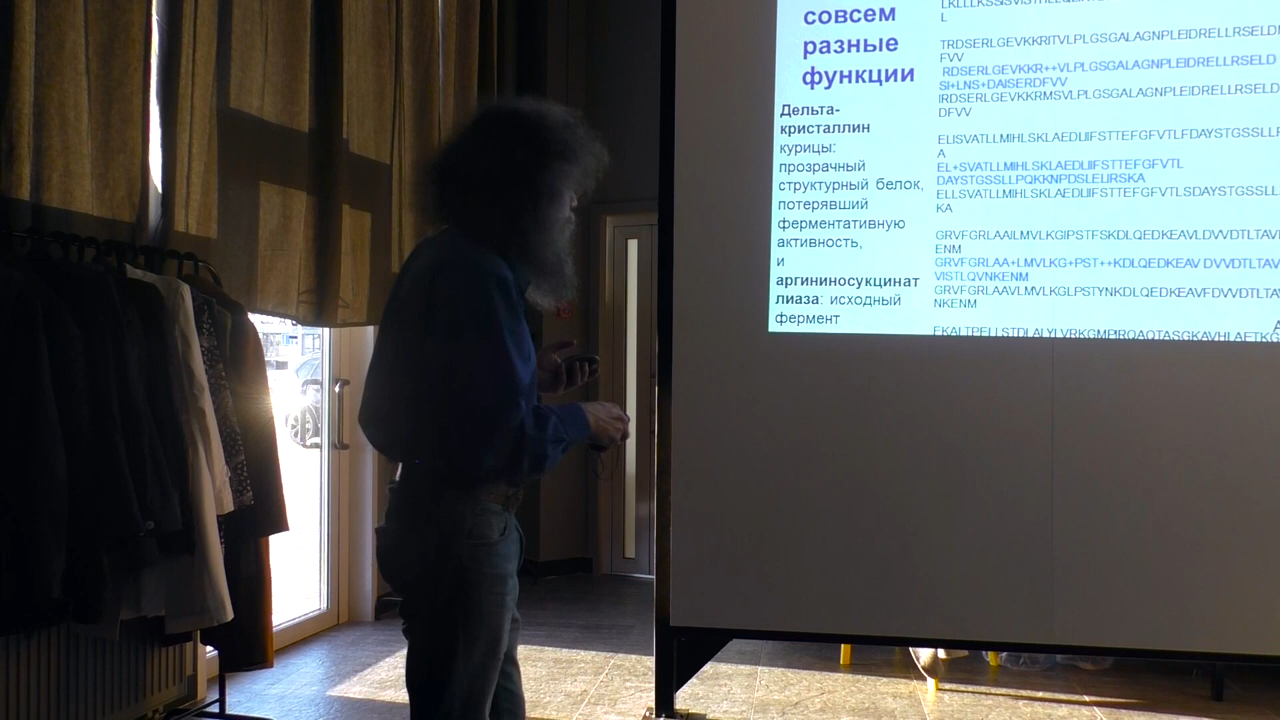 совсем
разные
функции
Дельта-
кристаллин
курицы:
прозрачный
структурный белок,
потерявший
ферментативную
активность,
и
аргининосукцинат
лиаза: исходный
фермент
L
TRDSERLGEVKKRITVLPLGSGALAGNPLEIDRELLRSELD
FVV
RDSERLGEVKKR++VLPLGSGALAGNPLEIDRELLRSELD
SI+LNS+DAISERDFVV
IRDSERLGEVKKRMSVLPLGSGALAGNPLEIDRELLRSELD
DFVV
ELISVATLLMIHLSKLAEDLIIFSTTEFGFVTLFDAYSTGSSLL
A
EL+SVATLLMIHLSKLAEDLIIFSTTEFGFVTL
DAYSTGSSLLPQKKNPDSLELIRSKA
ELLSVATLLMIHLSKLAEDLIIFSTTEFGFVTLSDAYSTGSSLL
KA
GRVFGRLAAILMVLKGIPSTFSKDLQEDKEAVLDVVDTLTAV
ENM
GRVFGRLAA+LMVLKG+PST++KDLQEDKEAV DVVDTLTAV
VISTLQVNKENM
GRVFGRLAAVLMVLKGLPSTYNKDLQEDKEAVFDVVDTLTA
NKENM
EKALTPELLSTDLALYLVRKGMPIRQAQTASGKAVHLAETKG